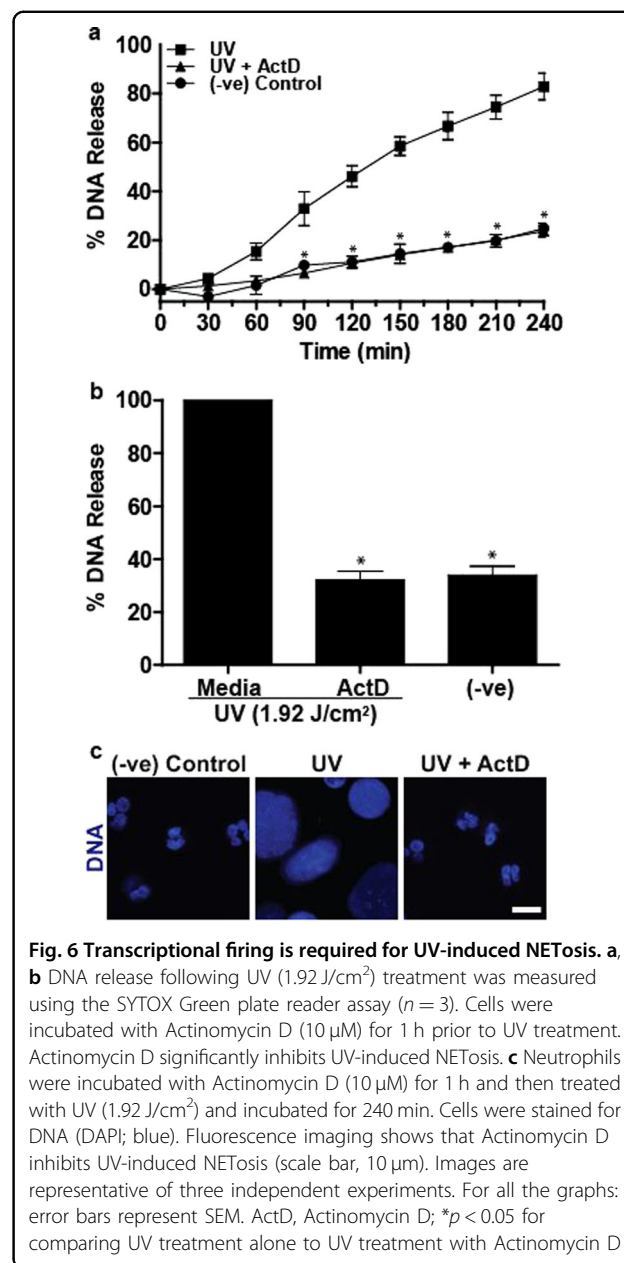 a
100
80
60
40
20
0
% DNA Release
UV
UV + ActD
(-ve) Control
* * * * * *
0 30 60 90 120 150 180 210 240
Time (min)
b
100
80
60
40
20
0
% DNA Release
* *
Media ActD (-ve)
UV (1.92 J/cm²)
c
(-ve) Control UV UV + ActD
DNA
Fig. 6 Transcriptional firing is required for UV-induced NETosis. a,
b DNA release following UV (1.92 J/cm²) treatment was measured
using the SYTOX Green plate reader assay (n = 3). Cells were
incubated with Actinomycin D (10 µM) for 1 h prior to UV treatment.
Actinomycin D significantly inhibits UV-induced NETosis. c Neutrophils
were incubated with Actinomycin D (10 µM) for 1 h and then treated
with UV (1.92 J/cm²) and incubated for 240 min. Cells were stained for
DNA (DAPI; blue). Fluorescence imaging shows that Actinomycin D
inhibits UV-induced NETosis (scale bar, 10 µm). Images are
representative of three independent experiments. For all the graphs:
error bars represent SEM. ActD, Actinomycin D; *p < 0.05 for
comparing UV treatment alone to UV treatment with Actinomycin D